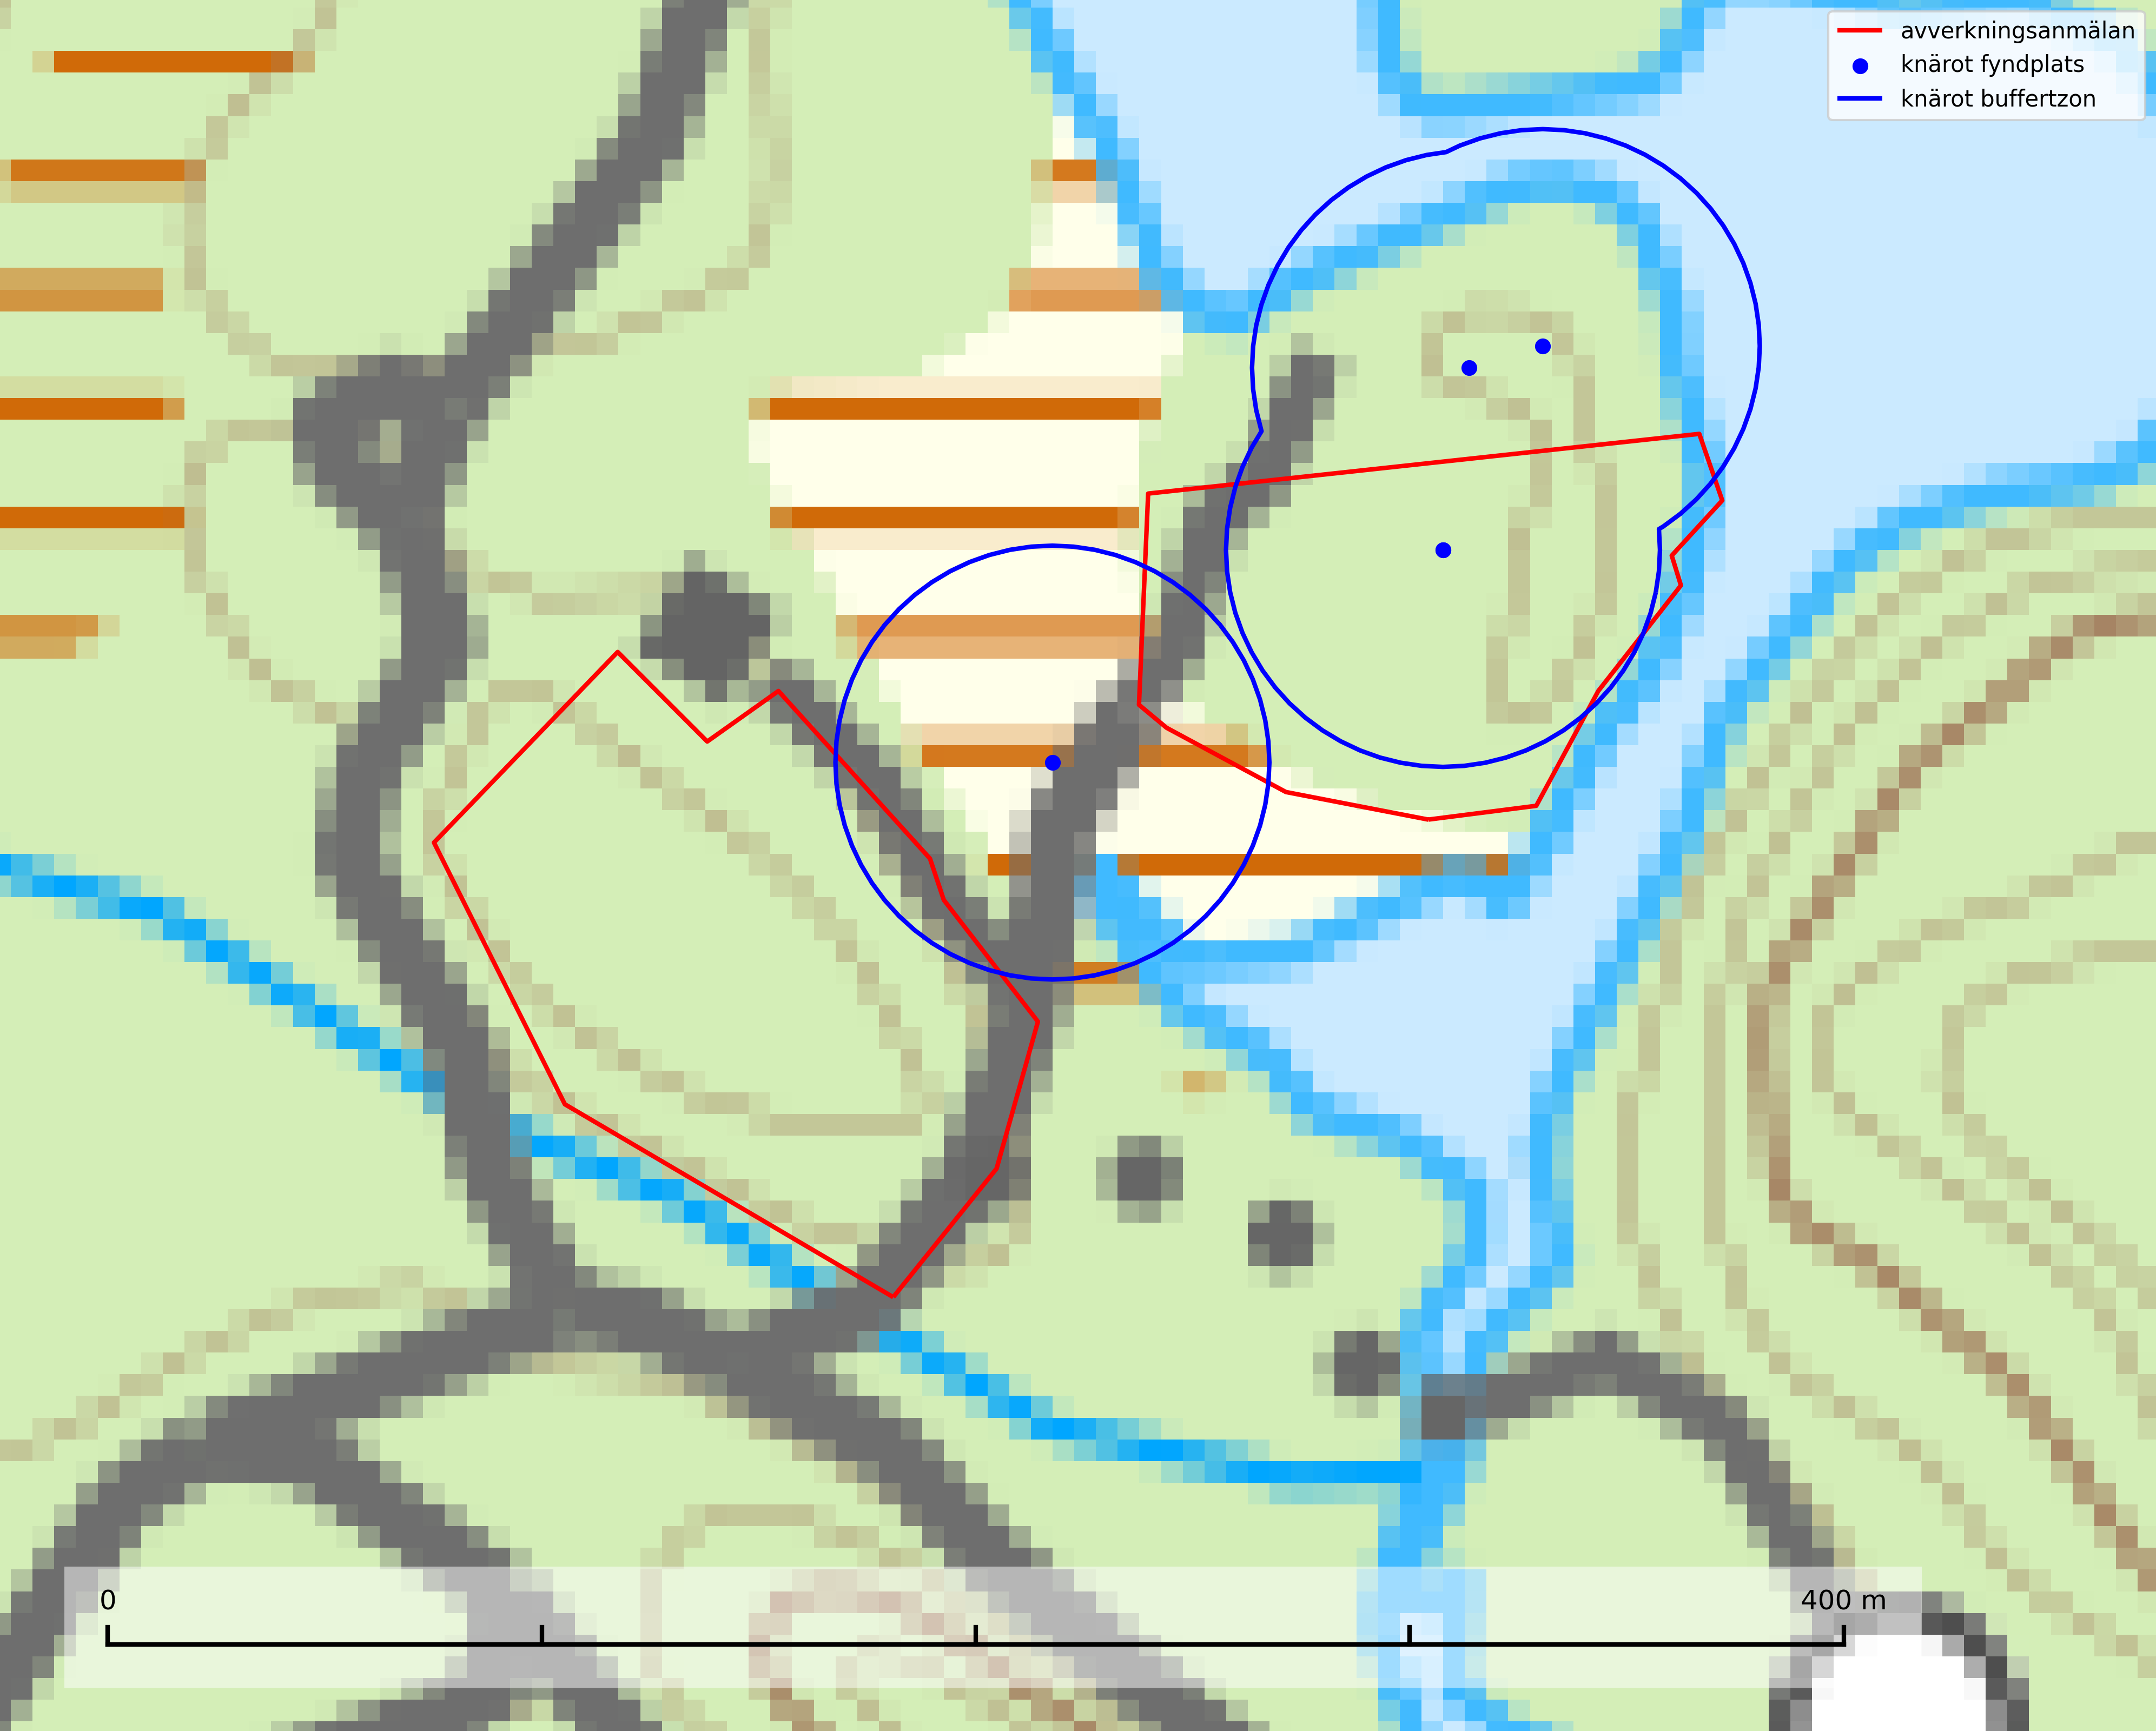 avverkningsanmälan
knärot fyndplats
knärot buffertzon
0
400 m